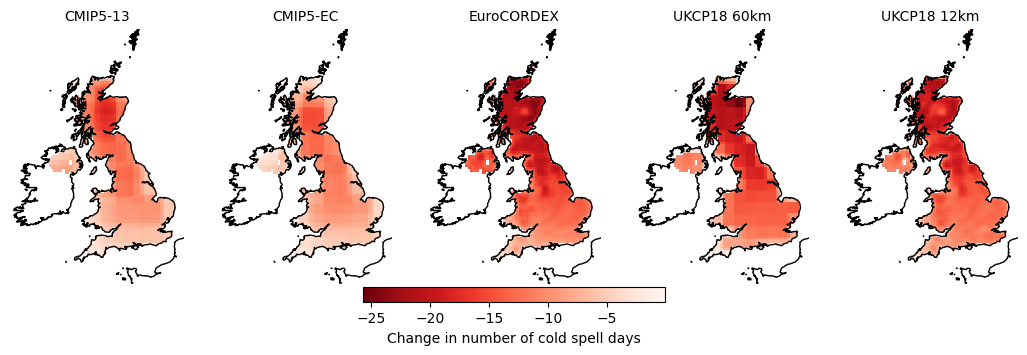 CMIP5-13 CMIP5-EC EuroCORDEX UKCP18 60km UKCP18 12km
−25 −20 −15 −10 −5
Change in number of cold spell days